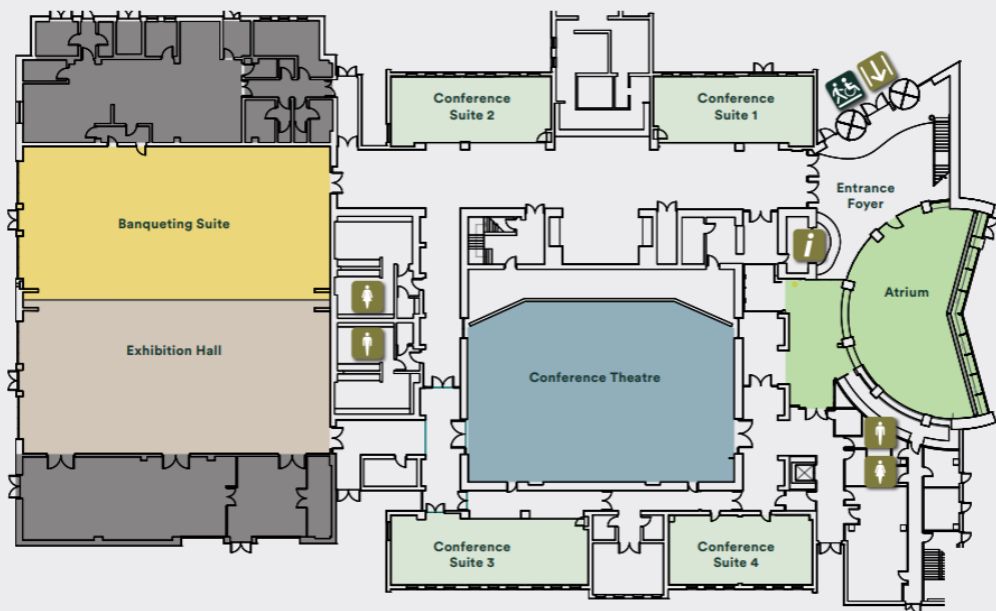 Conference
Suite 2
Conference
Suite 1
Entrance
Foyer
Banqueting Suite
i
Atrium
Exhibition Hall
Conference Theatre
Conference
Suite 3
Conference
Suite 4